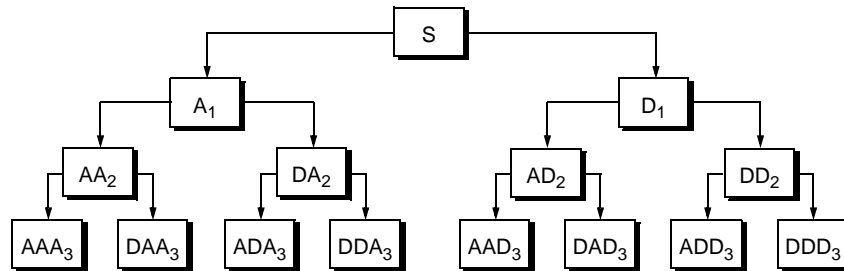 S
A₁ D₁
AA₂ DA₂ AD₂ DD₂
AAA₃ DAA₃ ADA₃ DDA₃ AAD₃ DAD₃ ADD₃ DDD₃